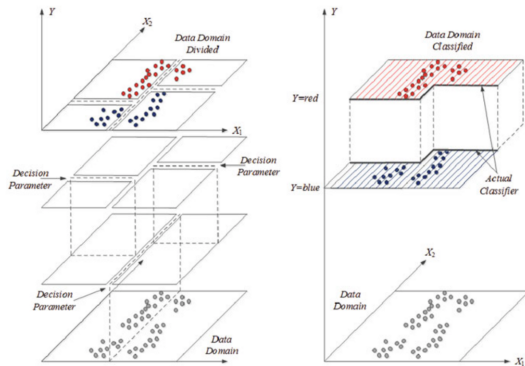 Y
X₂
Data Domain
Divided
X₁
Decision
Parameter
Decision
Parameter
Decision
Parameter
Data
Domain
Y
Data Domain
Classified
Y=red
Y=blue
Actual
Classifier
X₂
Data
Domain
X₁